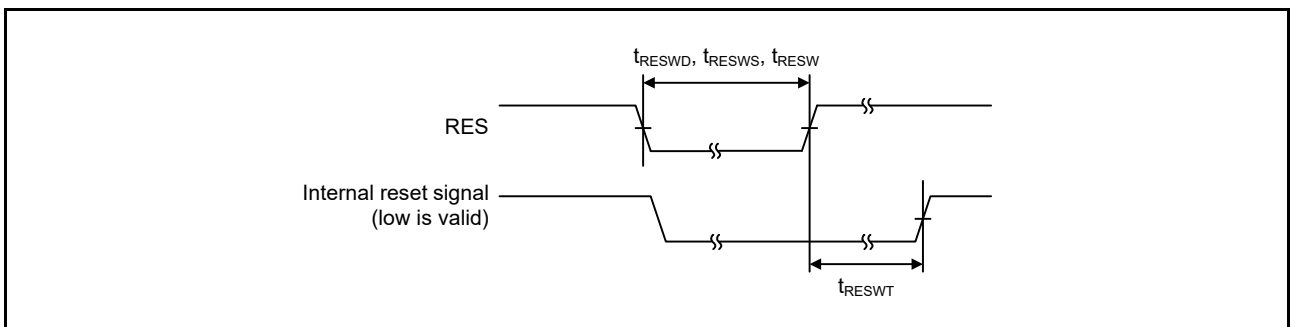 tRESWD, tRESWS, tRESW
RES
Internal reset signal
(low is valid)
tRESWT